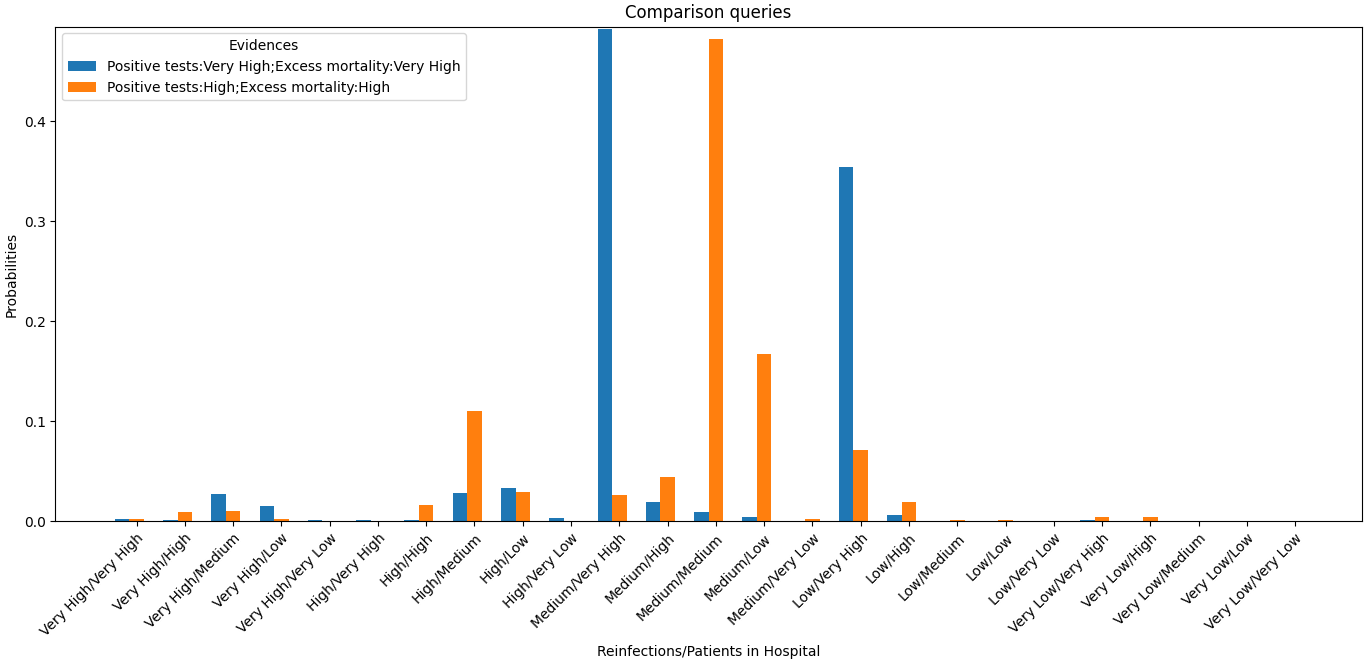 Comparison queries
Evidences
Positive tests:Very High;Excess mortality:Very High
Positive tests:High;Excess mortality:High
Probabilities
0.4
0.3
0.2
0.1
0.0
Very High/Very High
Very High/High
Very High/Medium
Very High/Low
Very High/Very Low
High/Very High
High/High
High/Medium
High/Low
High/Very Low
Medium/Very High
Medium/High
Medium/Medium
Medium/Low
Medium/Very Low
Low/Very High
Low/High
Low/Medium
Low/Low
Low/Very Low
Very Low/Very High
Very Low/High
Very Low/Medium
Very Low/Low
Very Low/Very Low
Reinfections/Patients in Hospital